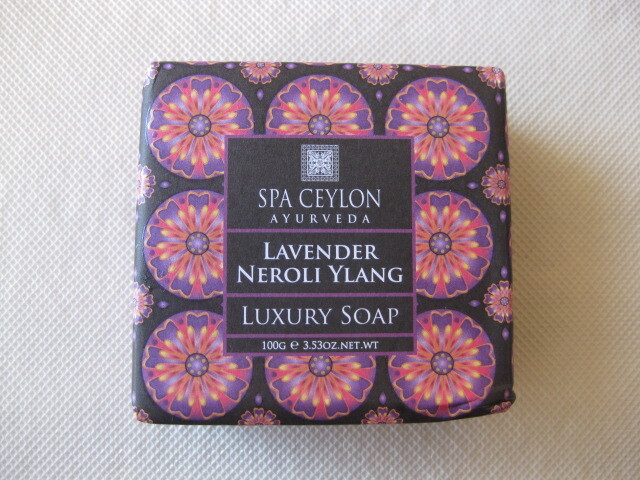 SPA CEYLON
AYURVEDA
LAVENDER
NEROLI YLANG
LUXURY SOAP
100G ℮ 3.53OZ.NET.WT